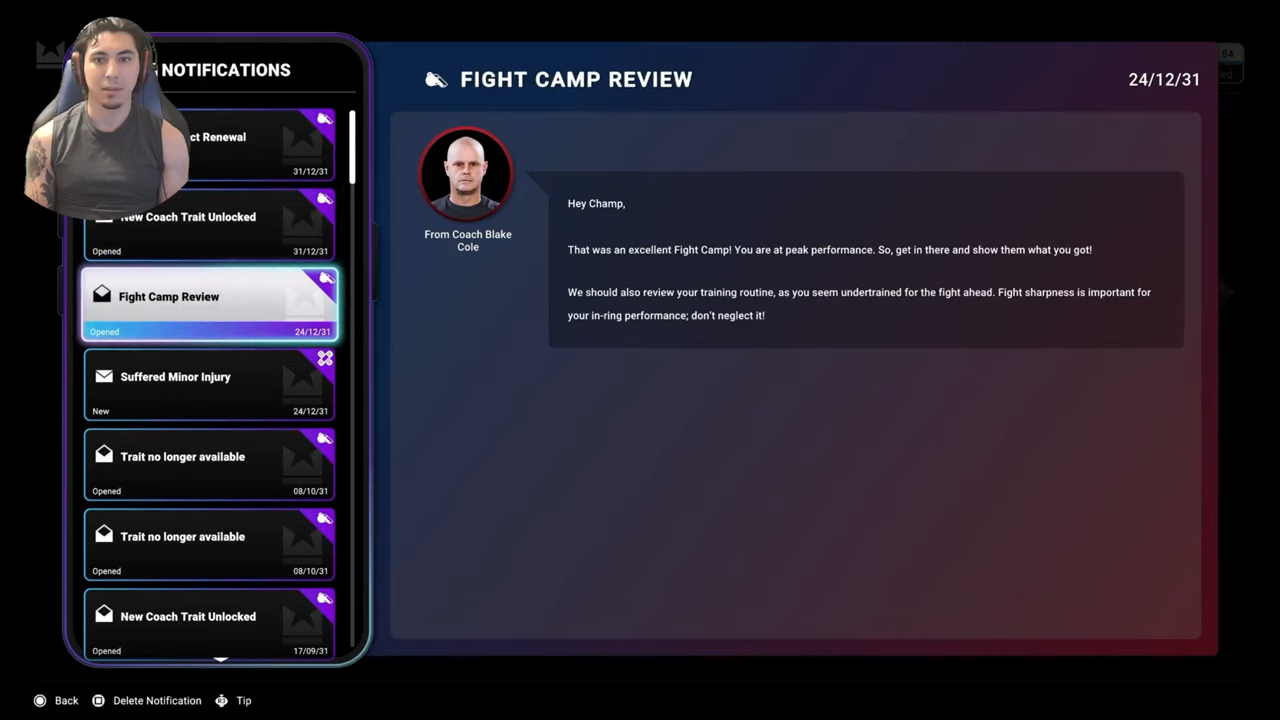 NOTIFICATIONS
ct Renewal
31/12/31
New Coach Trait Unlocked
Opened
31/12/31
Fight Camp Review
Opened
24/12/31
Suffered Minor Injury
New
24/12/31
Trait no longer available
Opened
08/10/31
Trait no longer available
Opened
08/10/31
New Coach Trait Unlocked
Opened
17/09/31
FIGHT CAMP REVIEW
24/12/31
From Coach Blake
Cole
Hey Champ,
That was an excellent Fight Camp! You are at peak performance. So, get in there and show them what you got!
We should also review your training routine, as you seem undertrained for the fight ahead. Fight sharpness is important for
your in-ring performance; don't neglect it!
84
Back
Delete Notification
R3
Tip